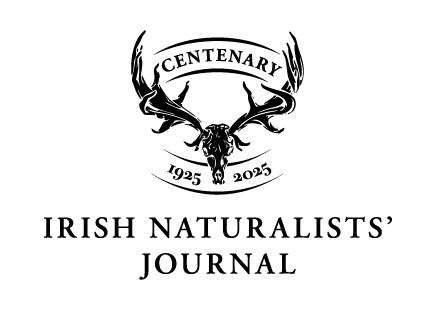 CENTENARY
1925 2025
IRISH NATURALISTS’
JOURNAL